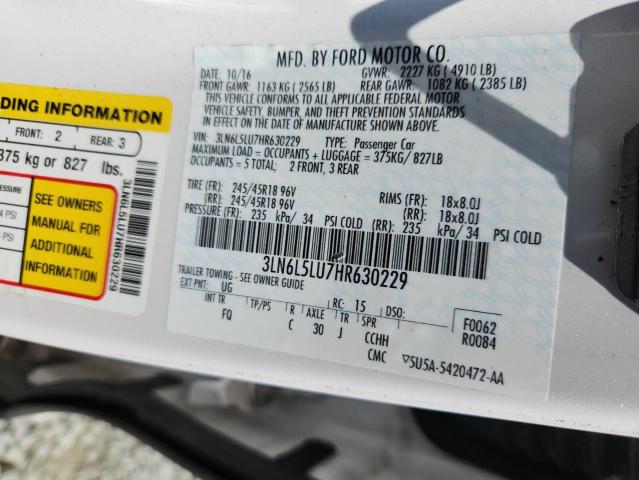 MFD. BY FORD MOTOR CO.
DATE: 10/16 GVWR: 2227 KG ( 4910 LB)
FRONT GAWR: 1163 KG ( 2565 LB) REAR GAWR: 1082 KG ( 2385 LB)
THIS VEHICLE CONFORMS TO ALL APPLICABLE FEDERAL MOTOR
VEHICLE SAFETY, BUMPER, AND THEFT PREVENTION STANDARDS IN EFFECT
ON THE DATE OF MANUFACTURE SHOWN ABOVE.
VIN: 3LN6L5LU7HR630229 TYPE: Passenger Car
MAXIMUM LOAD = OCCUPANTS + LUGGAGE = 375KG/ 827LB
OCCUPANTS = 5 TOTAL; 2 FRONT, 3 REAR
TIRE (FR): 245/45R18 96V RIMS (FR): 18x8.0J
(RR): 245/45R18 96V (RR): 18x8.0J
PRESSURE (FR): 235 kPa/ 34 PSI COLD (RR): 235 kPa/ 34 PSI COLD
3LN6L5LU7HR630229
TRAILER TOWING - SEE OWNER GUIDE
EXT PNT: UG RC: 15 DSO: F0062
INT TR TP/PS R AXLE TR SPR R0084
FQ C 30 J CCHH
CMC 5U5A-5420472-AA
DING INFORMATION
FRONT: 2 REAR: 3
375 kg or 827 lbs.
PRESSURE
PSI
PSI
SEE OWNERS
MANUAL FOR
ADDITIONAL
INFORMATION
3LN6L5LU7HR630229